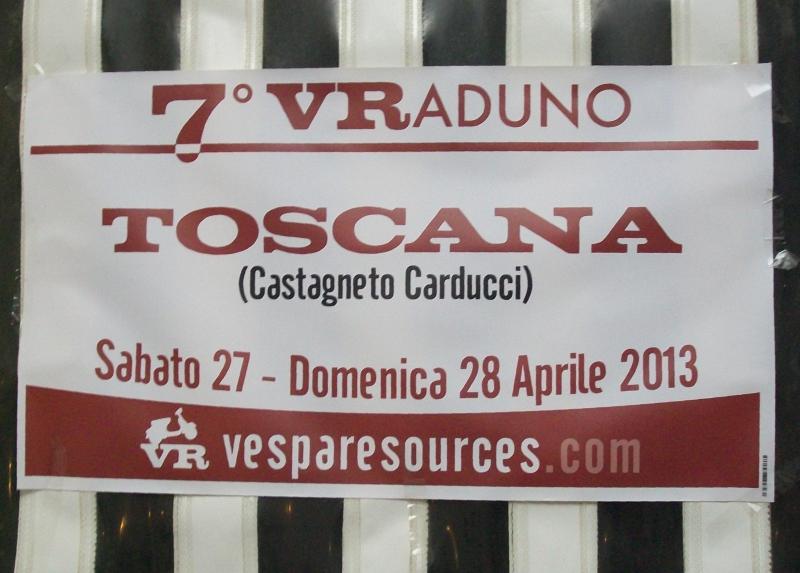 7° VRADUNO
TOSCANA
(Castagneto Carducci)
Sabato 27 - Domenica 28 Aprile 2013
VR vesparesources.com